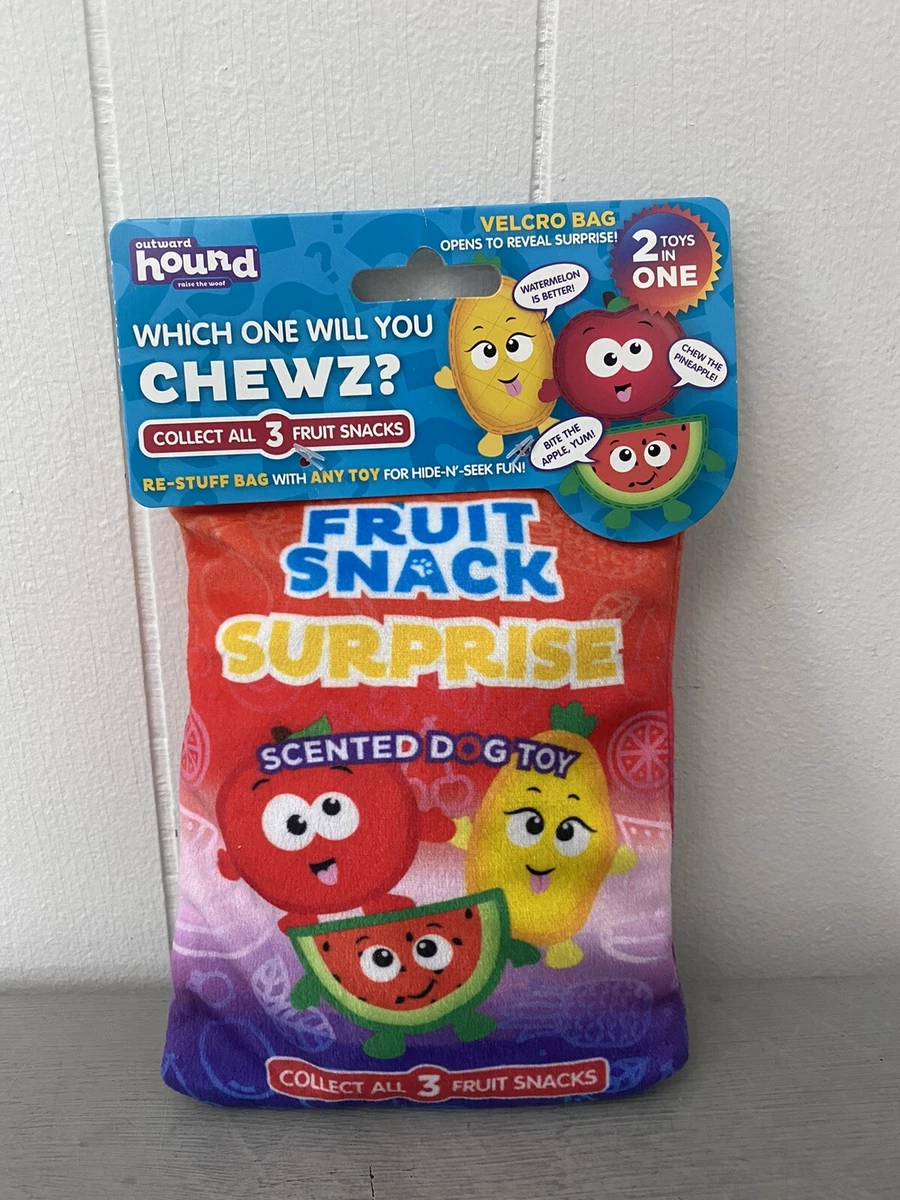 outward
hound
raise the woof
VELCRO BAG
OPENS TO REVEAL SURPRISE!
2 TOYS
IN
ONE
WHICH ONE WILL YOU
CHEWZ?
COLLECT ALL 3 FRUIT SNACKS
RE-STUFF BAG WITH ANY TOY FOR HIDE-N'-SEEK FUN!
WATERMELON
IS BETTER!
CHEW THE
PINEAPPLE!
BITE THE
APPLE, YUM!
FRUIT
SNACK
SURPRISE
SCENTED DOG TOY
COLLECT ALL 3 FRUIT SNACKS